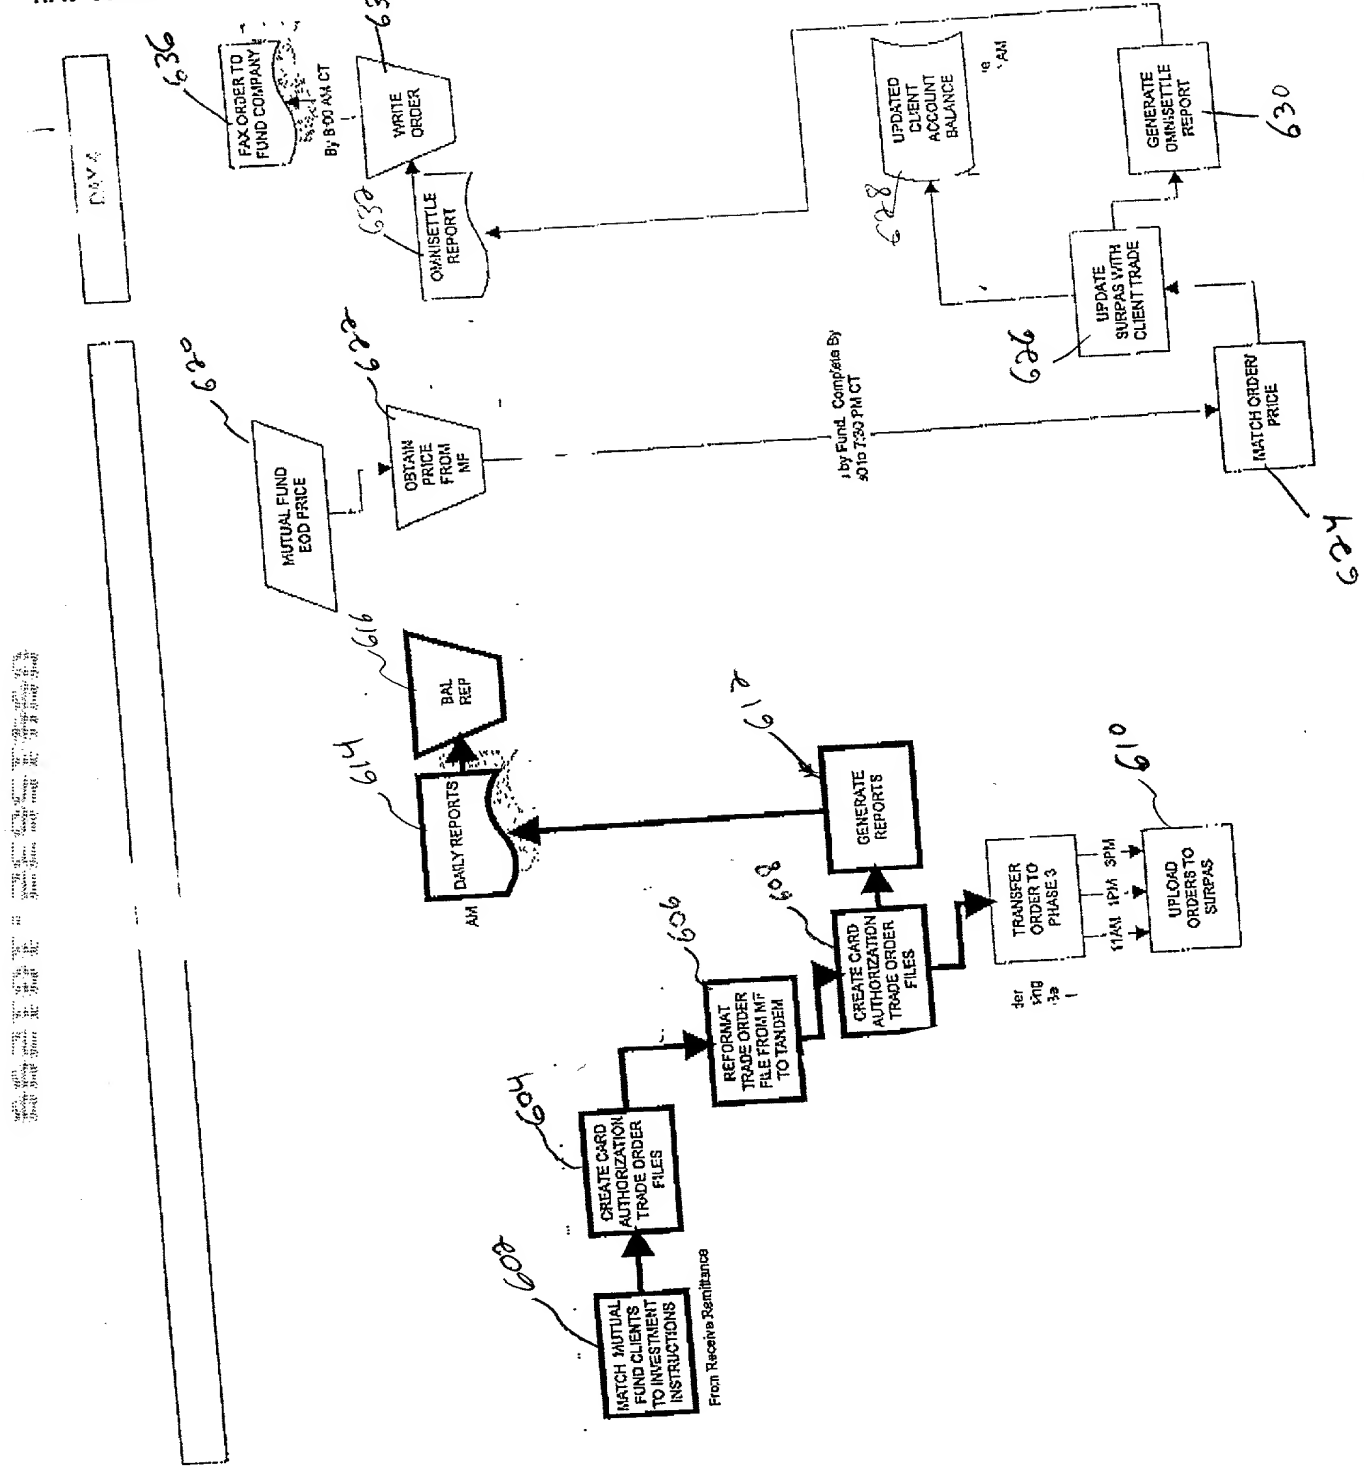 DAY 4
636
FAX ORDER TO
FUND COMPANY
By 8:00 AM CT
WRITE
ORDER
632
OMNISETTLE
REPORT
UPDATED
CLIENT
ACCOUNT
BALANCE
AM
628
GENERATE
OMNISETTLE
REPORT
630
UPDATE
SURPAS WITH
CLIENT TRADE
626
620
MUTUAL FUND
EOD PRICE
622
OBTAIN
PRICE
FROM
MF
by Fund. Complete By
to 7:30 PM CT
MATCH ORDER/
PRICE
624
616
BAL
REP
614
DAILY REPORTS
AM
612
GENERATE
REPORTS
608
CREATE CARD
AUTHORIZATION
TRADE ORDER
FILES
606
REFORMAT
TRADE ORDER
FILE FROM MF
TO TANDEM
TRANSFER
ORDER TO
PHASE 3
11AM 1PM 3PM
UPLOAD
ORDERS TO
SURPAS
610
604
CREATE CARD
AUTHORIZATION
TRADE ORDER
FILES
602
MATCH MUTUAL
FUND CLIENTS
TO INVESTMENT
INSTRUCTIONS
From Receive Remittance